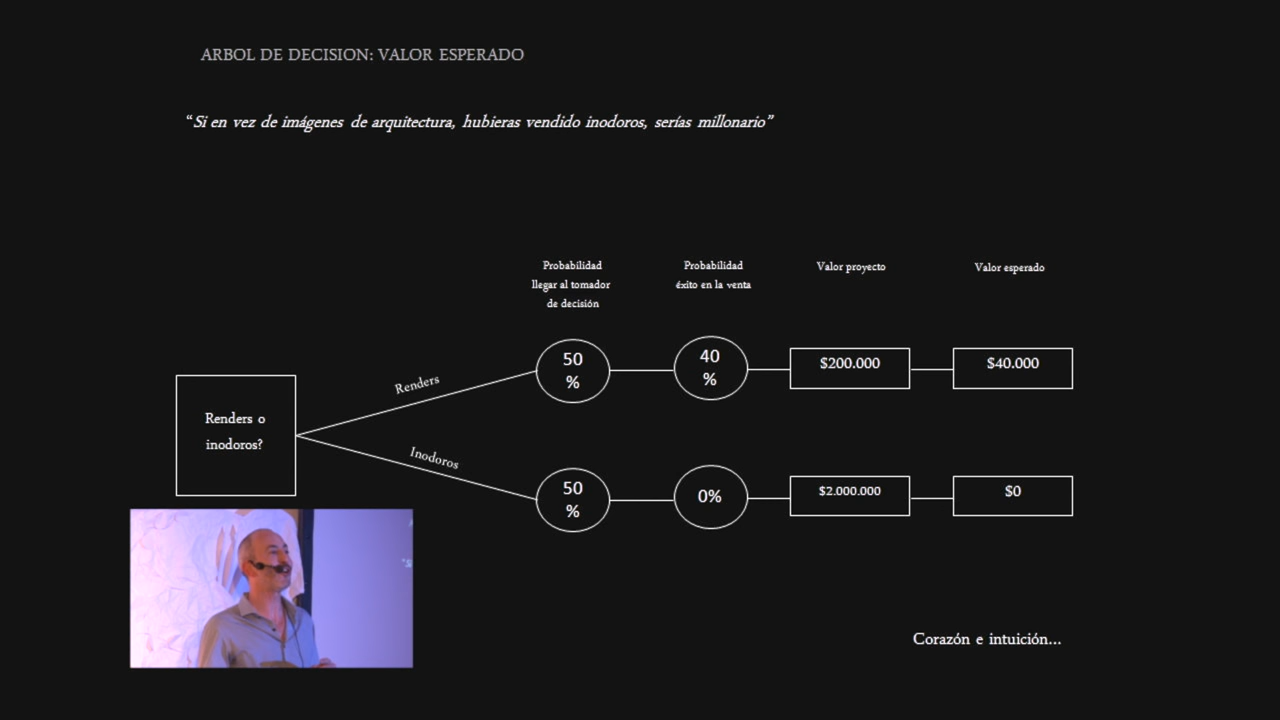 ARBOL DE DECISION: VALOR ESPERADO
“Si en vez de imágenes de arquitectura, hubieras vendido inodoros, serías millonario”
Probabilidad
llegar al tomador
de decisión
Probabilidad
éxito en la venta
Valor proyecto
Valor esperado
Renders o
inodoros?
Renders
50
%
40
%
$200.000
$40.000
Inodoros
50
%
0%
$2.000.000
$0
Corazón e intuición...